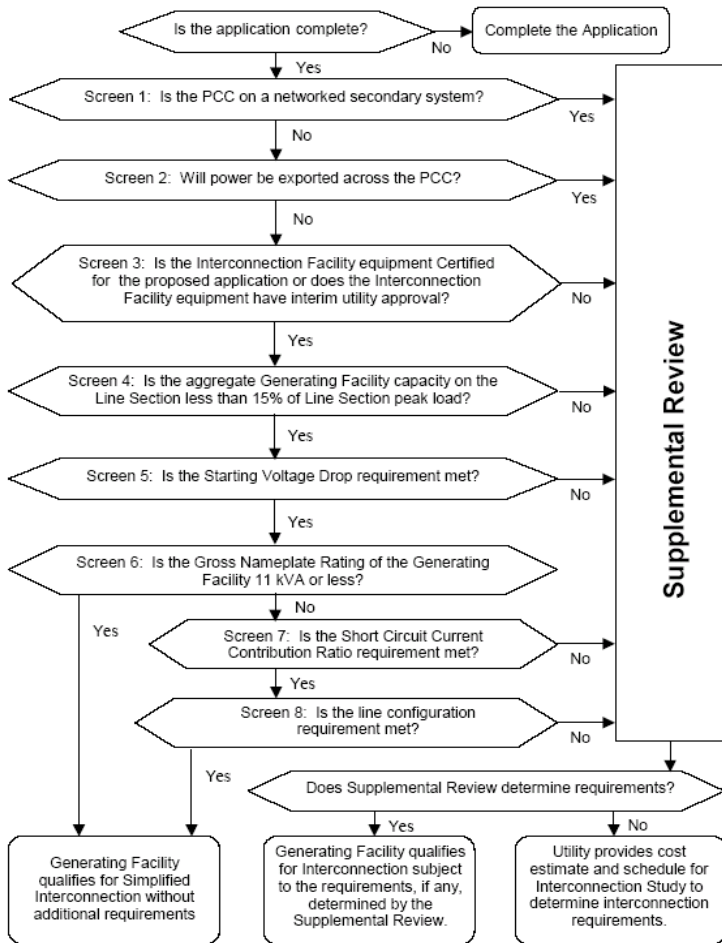 Is the application complete?
No
Complete the Application
Yes
Screen 1: Is the PCC on a networked secondary system?
Yes
No
Screen 2: Will power be exported across the PCC?
Yes
No
Screen 3: Is the Interconnection Facility equipment Certified
for the proposed application or does the Interconnection
Facility equipment have interim utility approval?
No
Yes
Screen 4: Is the aggregate Generating Facility capacity on the
Line Section less than 15% of Line Section peak load?
No
Yes
Screen 5: Is the Starting Voltage Drop requirement met?
No
Yes
Screen 6: Is the Gross Nameplate Rating of the Generating
Facility 11 kVA or less?
Yes
No
Screen 7: Is the Short Circuit Current
Contribution Ratio requirement met?
No
Yes
Screen 8: Is the line configuration
requirement met?
No
Yes
Supplemental Review
Does Supplemental Review determine requirements?
Yes
No
Generating Facility
qualifies for Simplified
Interconnection without
additional requirements
Generating Facility qualifies
for Interconnection subject
to the requirements, if any,
determined by the
Supplemental Review.
Utility provides cost
estimate and schedule for
Interconnection Study to
determine interconnection
requirements.